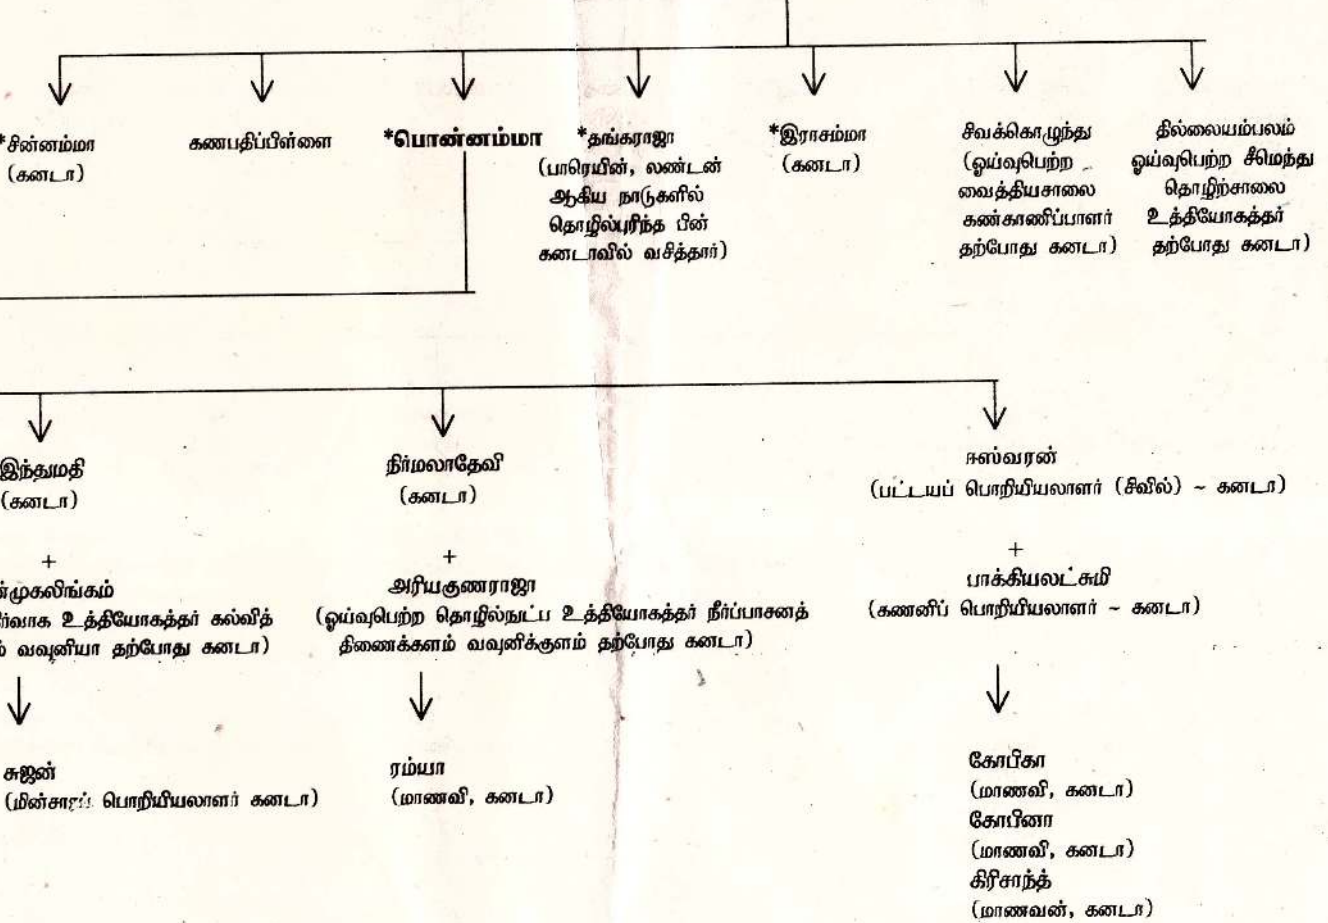 *சின்னம்மா
(கனடா)
கணபதிப்பிள்ளை
*பொன்னம்மா
*தங்கராஜா
(பாரெயின், லண்டன்
ஆகிய நாடுகளில்
தொழில்புரிந்த பின்
கனடாவில் வசித்தார்)
*இராசம்மா
(கனடா)
சிவக்கொழுந்து
(ஓய்வுபெற்ற
வைத்தியசாலை
கண்காணிப்பாளர்
தற்போது கனடா)
தில்லையம்பலம்
ஓய்வுபெற்ற சீமெந்து
தொழிற்சாலை
உத்தியோகத்தர்
தற்போது கனடா)
இந்துமதி
(கனடா)
+
ன்முகலிங்கம்
ர்வாக உத்தியோகத்தர் கல்வித்
வவுனியா தற்போது கனடா)
சுஜன்
(மின்சாரப் பொறியியலாளர் கனடா)
நிர்மலாதேவி
(கனடா)
+
அரியகுணராஜா
(ஓய்வுபெற்ற தொழில்நுட்ப உத்தியோகத்தர் நீர்ப்பாசனத்
திணைக்களம் வவுனிக்குளம் தற்போது கனடா)
ரம்யா
(மாணவி, கனடா)
ஈஸ்வரன்
(பட்டயப் பொறியியலாளர் (சிவில்) ~ கனடா)
+
பாக்கியலட்சுமி
(கணனிப் பொறியியலாளர் ~ கனடா)
கோபிகா
(மாணவி, கனடா)
கோபினா
(மாணவி, கனடா)
கிரிசாந்த்
(மாணவன், கனடா)